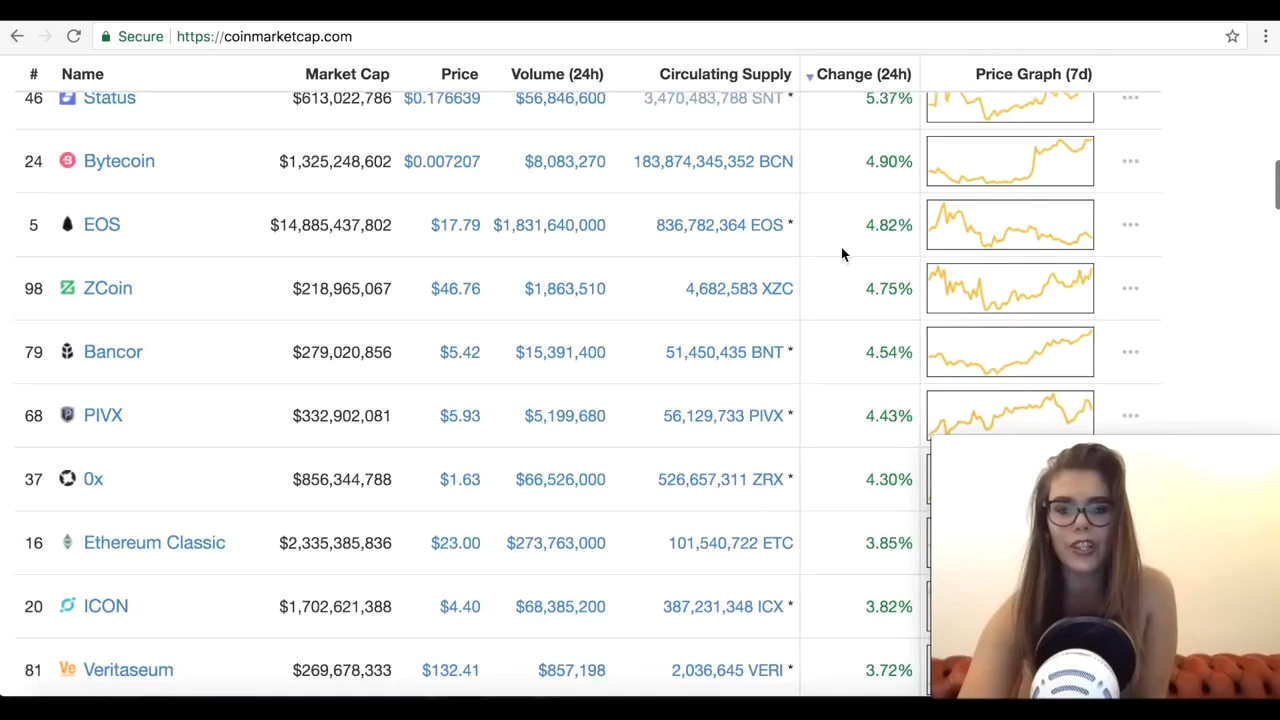 Secure https://coinmarketcap.com
# Name Market Cap Price Volume (24h) Circulating Supply Change (24h) Price Graph (7d)
46 Status $613,022,786 $0.176639 $56,846,600 3,470,483,788 SNT * 5.37%
24 Bytecoin $1,325,248,602 $0.007207 $8,083,270 183,874,345,352 BCN 4.90%
5 EOS $14,885,437,802 $17.79 $1,831,640,000 836,782,364 EOS * 4.82%
98 ZCoin $218,965,067 $46.76 $1,863,510 4,682,583 XZC 4.75%
79 Bancor $279,020,856 $5.42 $15,391,400 51,450,435 BNT * 4.54%
68 PIVX $332,902,081 $5.93 $5,199,680 56,129,733 PIVX * 4.43%
37 0x $856,344,788 $1.63 $66,526,000 526,657,311 ZRX * 4.30%
16 Ethereum Classic $2,335,385,836 $23.00 $273,763,000 101,540,722 ETC 3.85%
20 ICON $1,702,621,388 $4.40 $68,385,200 387,231,348 ICX * 3.82%
81 Ve Veritaseum $269,678,333 $132.41 $857,198 2,036,645 VERI * 3.72%